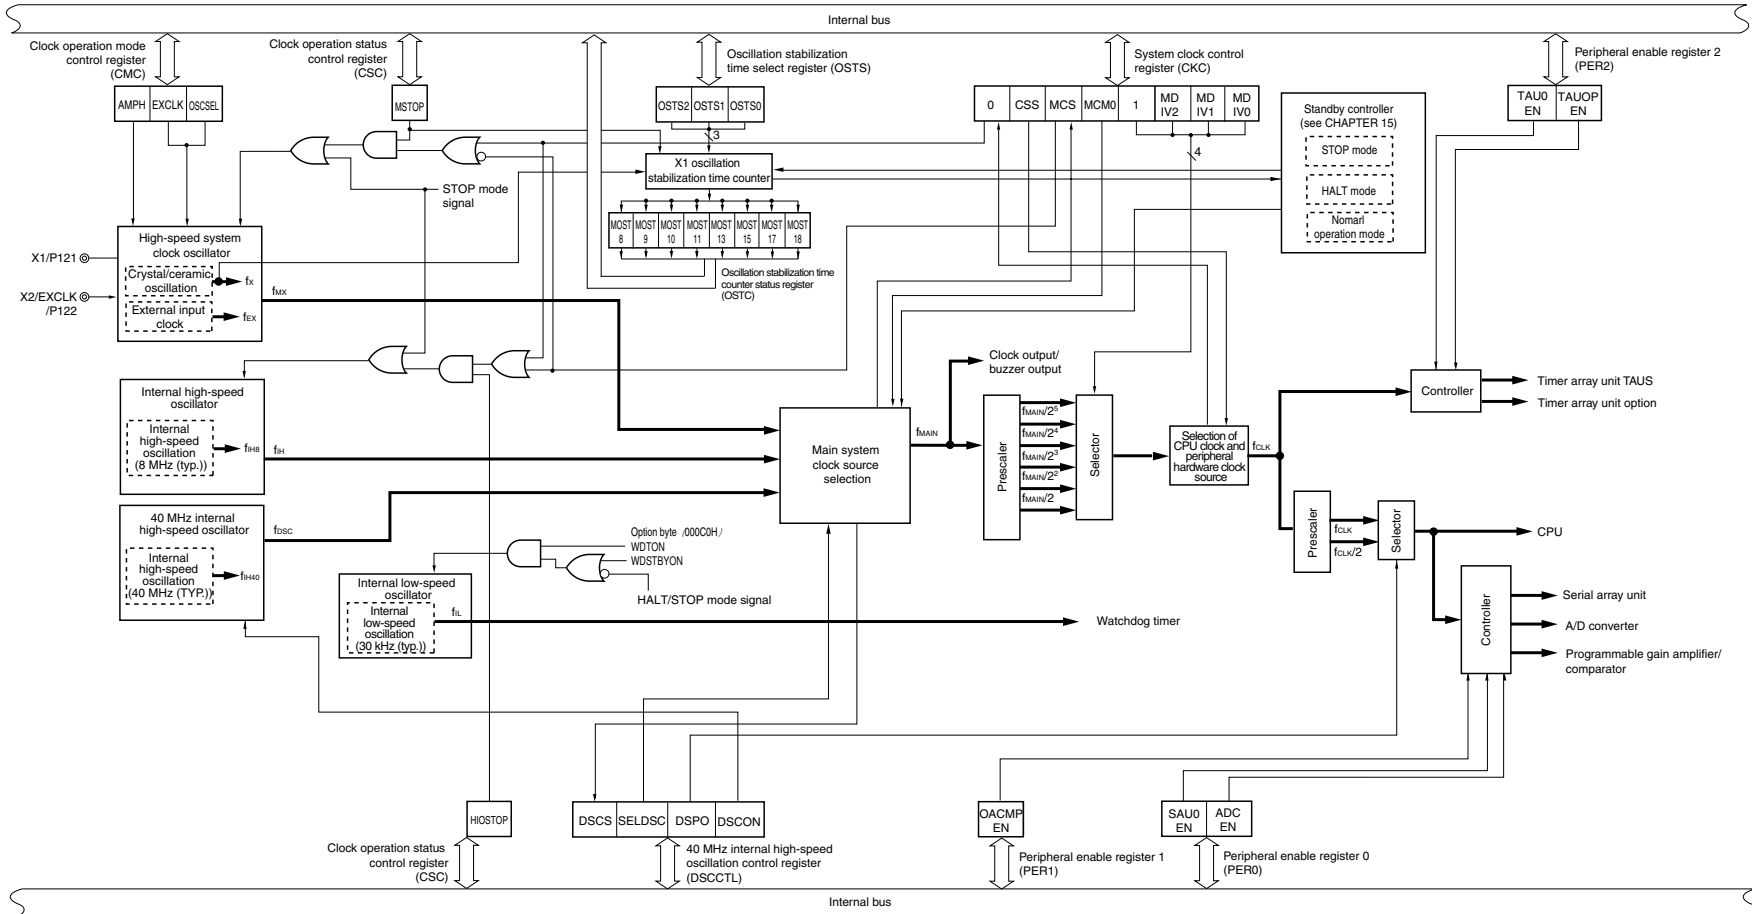 Internal bus
Clock operation mode
control register
(CMC)
Clock operation status
control register
(CSC)
Oscillation stabilization
time select register (OSTS)
System clock control
register (CKC)
Peripheral enable register 2
(PER2)
AMPH EXCLK OSCSEL
MSTOP
OSTS2 OSTS1 OSTS0
3
0 CSS MCS MCM0 1 MD
IV2 MD
IV1 MD
IV0
4
Standby controller
(see CHAPTER 15)
STOP mode
HALT mode
Nomarl
operation mode
TAU0
EN TAUOP
EN
X1 oscillation
stabilization time counter
STOP mode
signal
MOST
8 MOST
9 MOST
10 MOST
11 MOST
13 MOST
15 MOST
17 MOST
18
Oscillation stabilization time
counter status register
(OSTC)
High-speed system
clock oscillator
X1/P121
X2/EXCLK
/P122
Crystal/ceramic
oscillation
fX
External input
clock
fEX
fMX
Internal high-speed
oscillator
Internal
high-speed
oscillation
(8 MHz (typ.))
fIH8
fIH
40 MHz internal
high-speed oscillator
Internal
high-speed
oscillation
(40 MHz (TYP.))
fIH40
fDSC
Main system
clock source
selection
fMAIN
Clock output/
buzzer output
Prescaler
fMAIN/2⁵
fMAIN/2⁴
fMAIN/2³
fMAIN/2²
fMAIN/2
Selector
Selection of
CPU clock and
peripheral
hardware clock
source
fCLK
Controller
Timer array unit TAUS
Timer array unit option
Prescaler
fCLK
fCLK/2
Selector
CPU
Controller
Serial array unit
A/D converter
Programmable gain amplifier/
comparator
Option byte (000C0H)
WDTON
WDSTBYON
HALT/STOP mode signal
Internal low-speed
oscillator
Internal
low-speed
oscillation
(30 kHz (typ.))
fIL
Watchdog timer
HIOSTOP
Clock operation status
control register
(CSC)
DSCS SELDSC DSPO DSCON
40 MHz internal high-speed
oscillation control register
(DSCCTL)
OACMP
EN
Peripheral enable register 1
(PER1)
SAU0
EN ADC
EN
Peripheral enable register 0
(PER0)
Internal bus